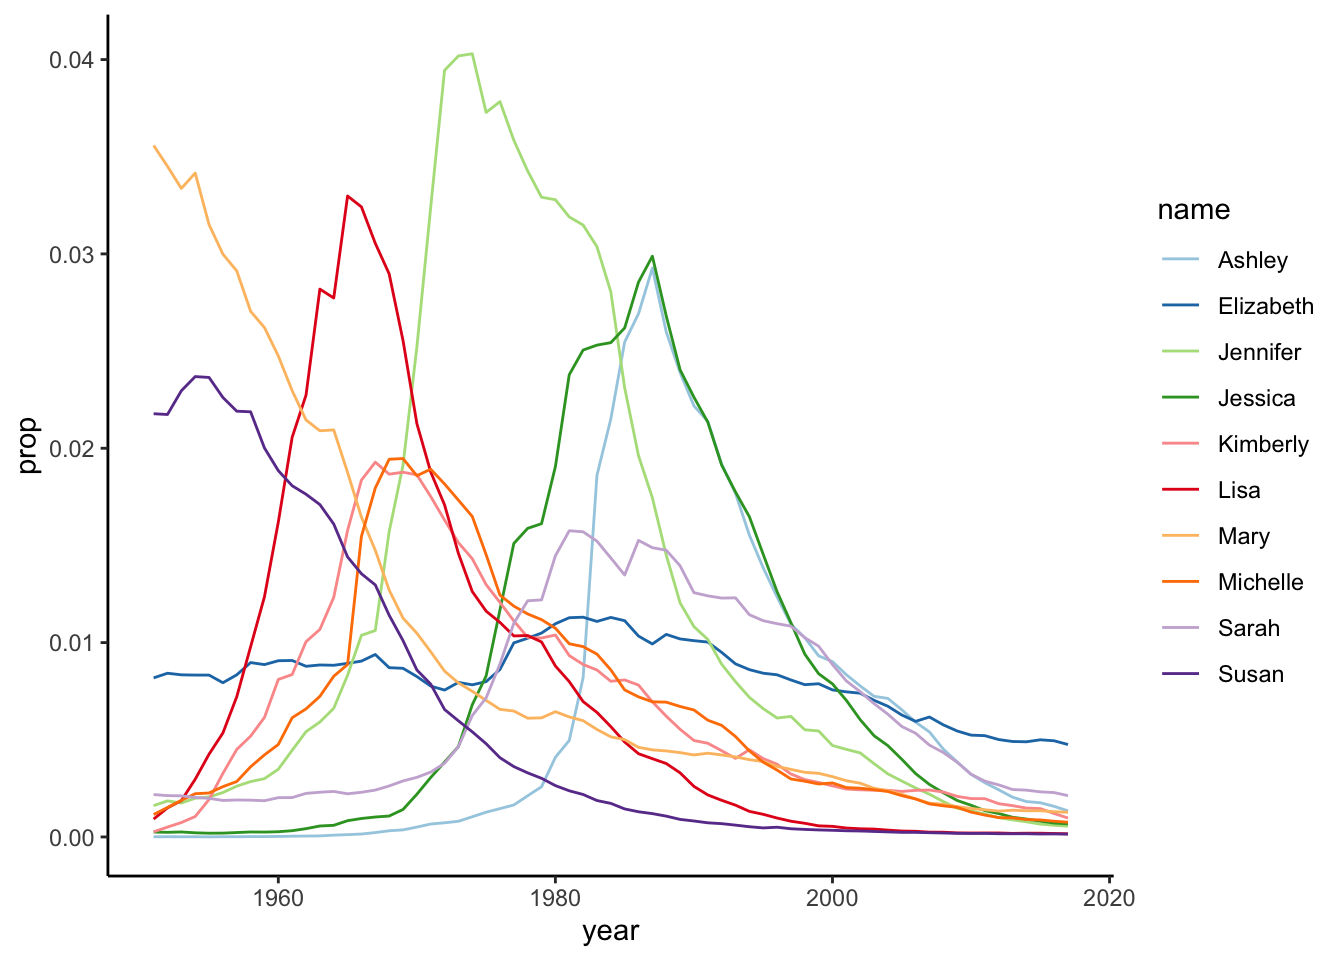 0.04
0.03
0.02
0.01
0.00
prop
1960
1980
2000
2020
year
name
Ashley
Elizabeth
Jennifer
Jessica
Kimberly
Lisa
Mary
Michelle
Sarah
Susan